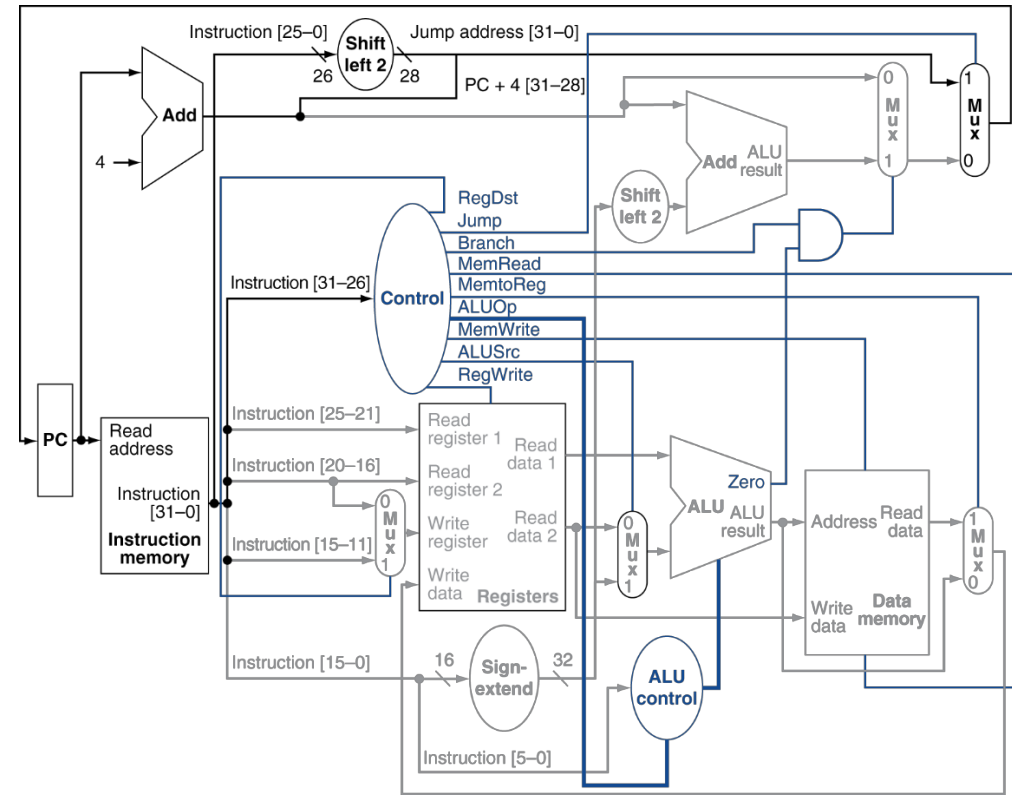 Instruction [25–0]
Shift
left 2
Jump address [31–0]
26
28
PC + 4 [31–28]
Add
4
0
M
u
x
1
1
M
u
x
0
Add
ALU
result
Shift
left 2
RegDst
Jump
Branch
MemRead
MemtoReg
ALUOp
MemWrite
ALUSrc
RegWrite
Instruction [31–26]
Control
PC
Read
address
Instruction
[31–0]
Instruction
memory
Instruction [25–21]
Instruction [20–16]
Instruction [15–11]
0
M
u
x
1
Read
register 1
Read
register 2
Write
register
Write
data
Read
data 1
Read
data 2
Registers
0
M
u
x
1
Zero
ALU
ALU
result
Address
Read
data
Write
data
Data
memory
1
M
u
x
0
Instruction [15–0]
16
Sign-
extend
32
ALU
control
Instruction [5–0]